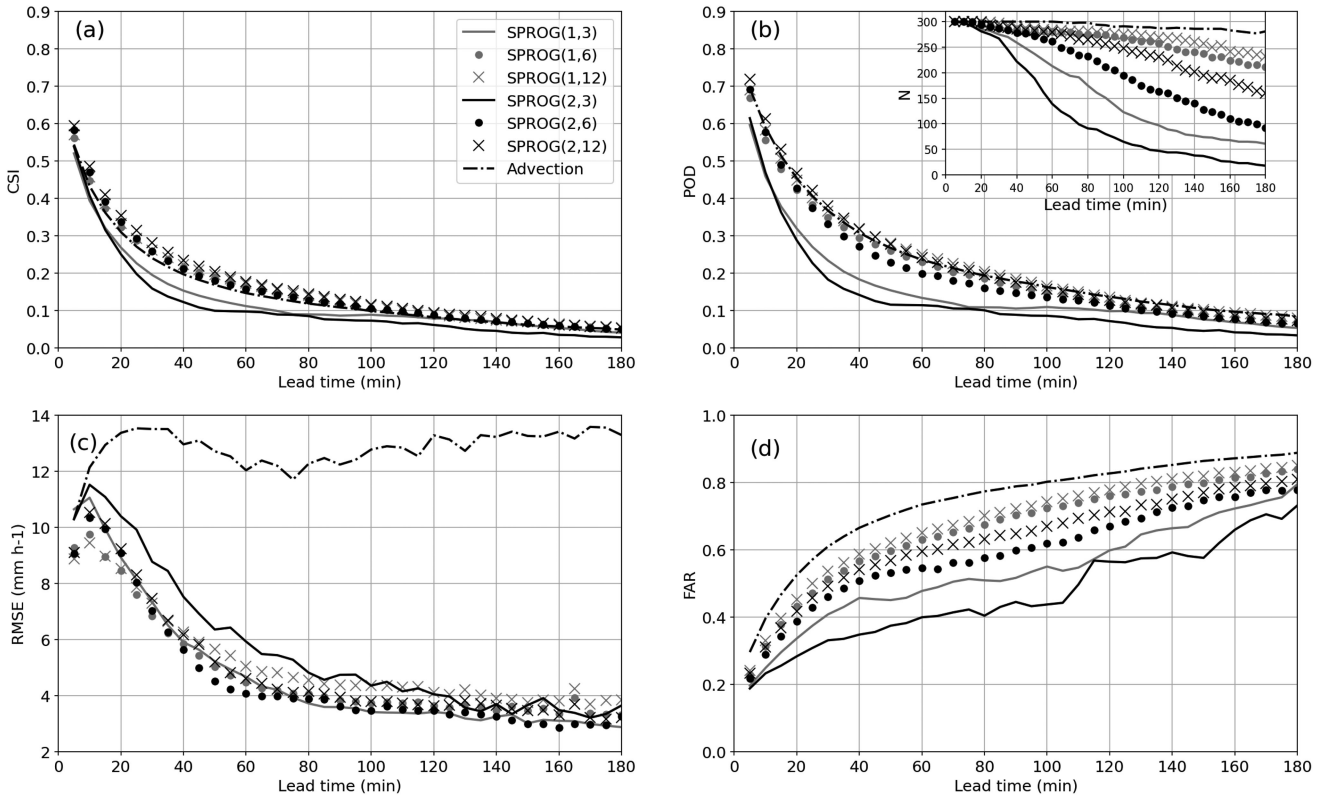 (a)
CSI
0.9
0.8
0.7
0.6
0.5
0.4
0.3
0.2
0.1
0.0
SPROG(1,3)
SPROG(1,6)
SPROG(1,12)
SPROG(2,3)
SPROG(2,6)
SPROG(2,12)
Advection
0 20 40 60 80 100 120 140 160 180
Lead time (min)
(b)
POD
0.9
0.8
0.7
0.6
0.5
0.4
0.3
0.2
0.1
0.0
N
300
250
200
150
100
50
0
0 20 40 60 80 100 120 140 160 180
Lead time (min)
0 20 40 60 80 100 120 140 160 180
Lead time (min)
(c)
RMSE (mm h-1)
14
12
10
8
6
4
2
0 20 40 60 80 100 120 140 160 180
Lead time (min)
(d)
FAR
1.0
0.8
0.6
0.4
0.2
0.0
0 20 40 60 80 100 120 140 160 180
Lead time (min)